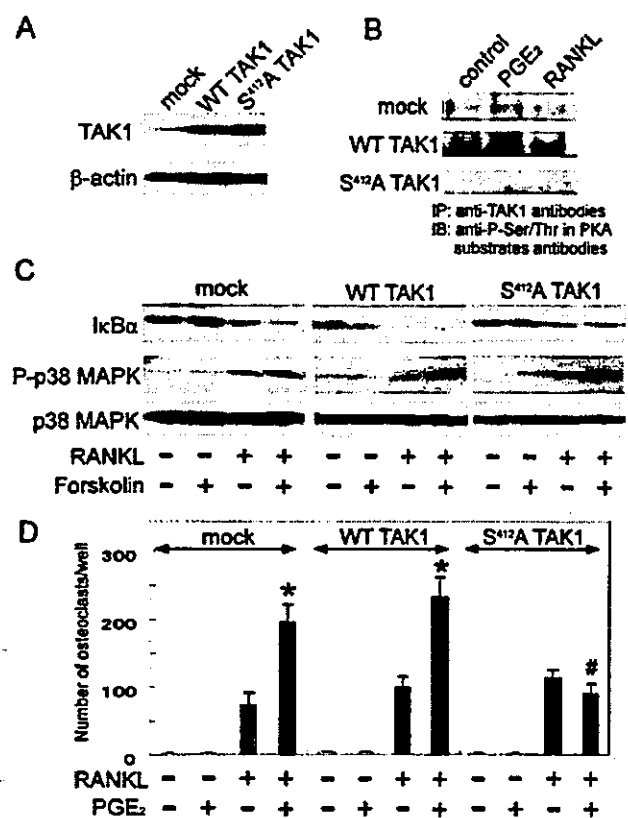 A
mock
WT TAK1
S⁴¹²A TAK1
TAK1
β-actin
B
control
PGE₂
RANKL
mock
WT TAK1
S⁴¹²A TAK1
IP: anti-TAK1 antibodies
IB: anti-P-Ser/Thr in PKA
substrates antibodies
C
mock WT TAK1 S⁴¹²A TAK1
IκBα
P-p38 MAPK
p38 MAPK
RANKL - - + + - - + + - - + +
Forskolin - + - + - + - + - + - +
D
Number of osteoclasts/well
300
200
100
0
mock WT TAK1 S⁴¹²A TAK1
* * #
RANKL - - + + - - + + - - + +
PGE₂ - + - + - + - + - + - +